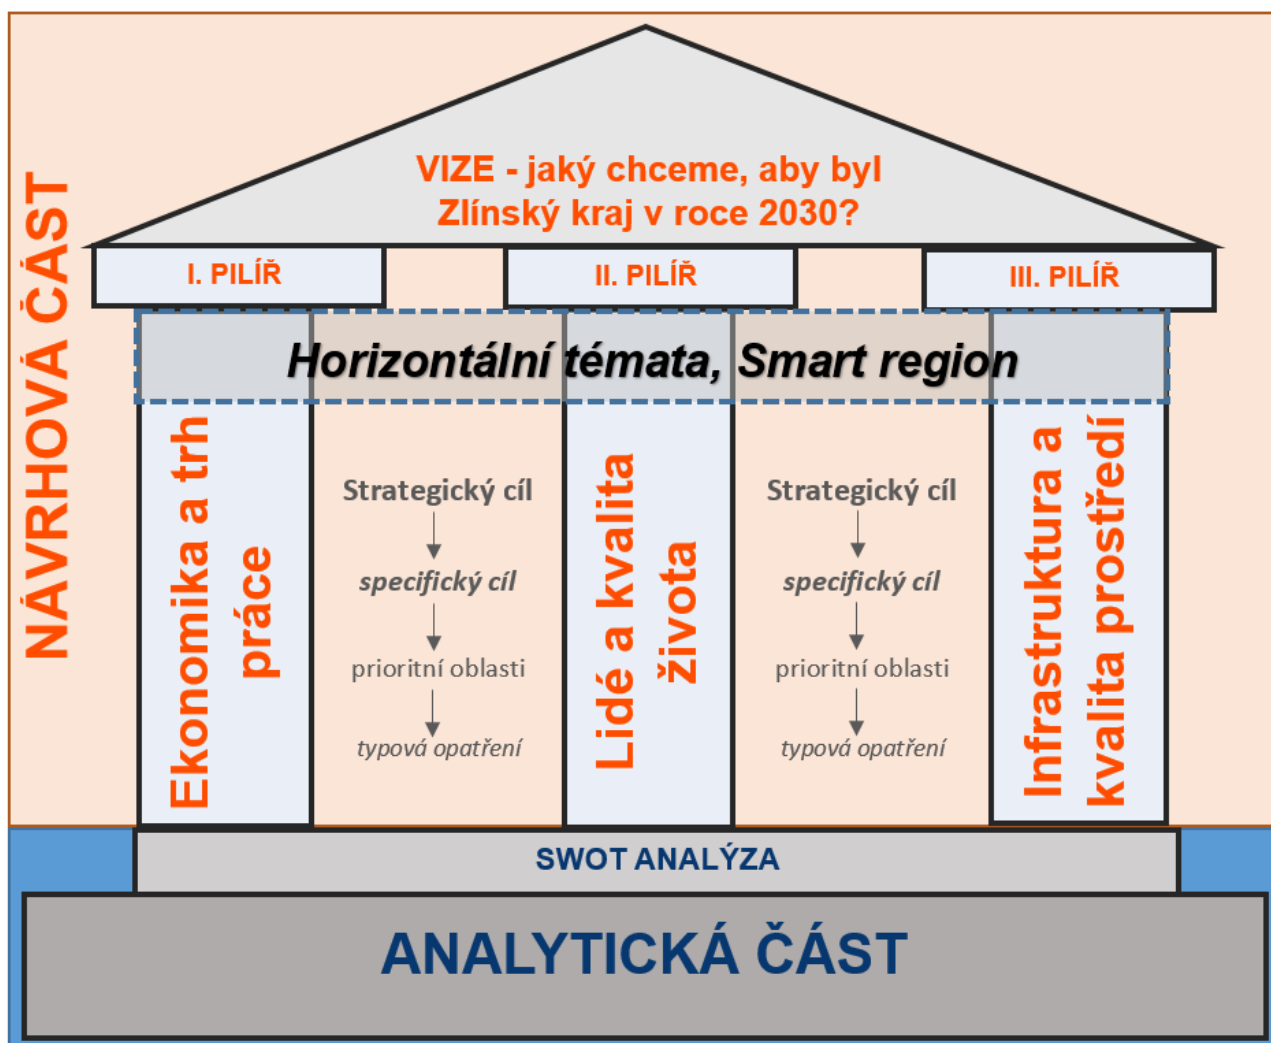 NÁVRHOVÁ ČÁST
VIZE - jaký chceme, aby byl
Zlínský kraj v roce 2030?
I. PILÍŘ
II. PILÍŘ
III. PILÍŘ
Horizontální témata, Smart region
Ekonomika a trh
práce
Strategický cíl
specifický cíl
prioritní oblasti
typová opatření
Lidé a kvalita
života
Strategický cíl
specifický cíl
prioritní oblasti
typová opatření
Infrastruktura a
kvalita prostředí
SWOT ANALÝZA
ANALYTICKÁ ČÁST